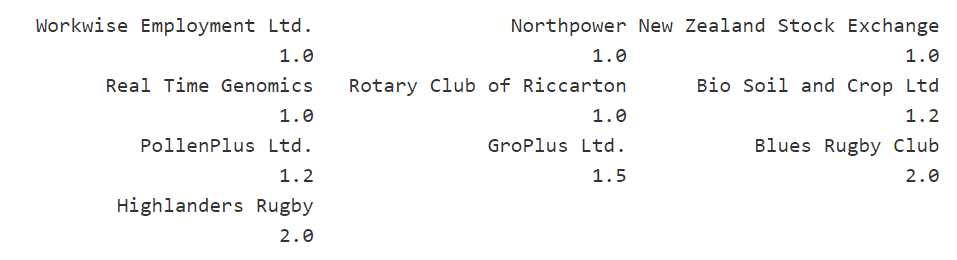 Workwise Employment Ltd. Northpower New Zealand Stock Exchange
1.0 1.0 1.0
Real Time Genomics Rotary Club of Riccarton Bio Soil and Crop Ltd
1.0 1.0 1.2
PollenPlus Ltd. GroPlus Ltd. Blues Rugby Club
1.2 1.5 2.0
Highlanders Rugby
2.0